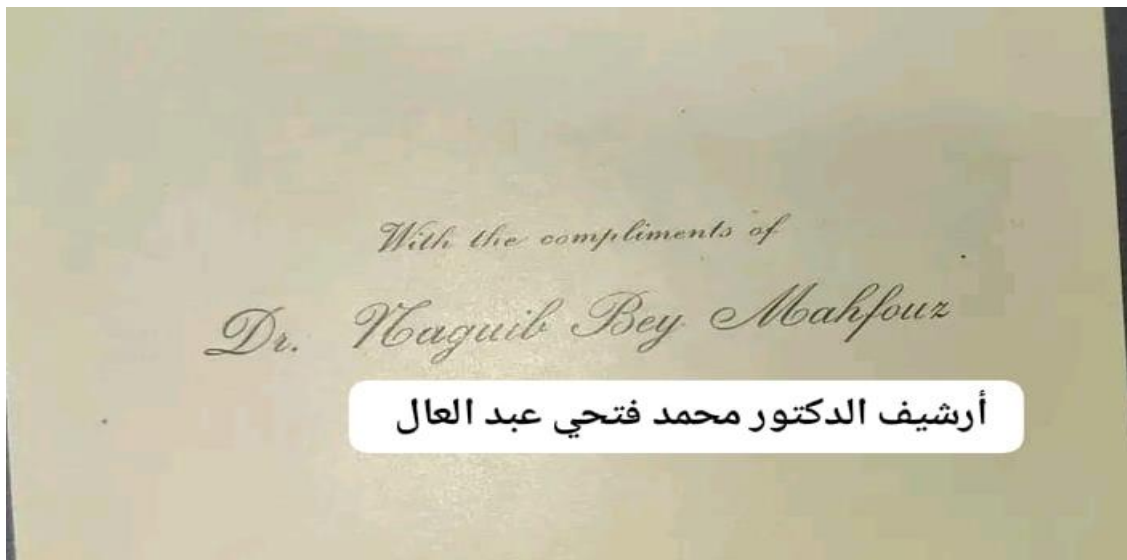 With the compliments of
Dr. Naguib Bey Mahfouz
أرشيف الدكتور محمد فتحي عبد العال